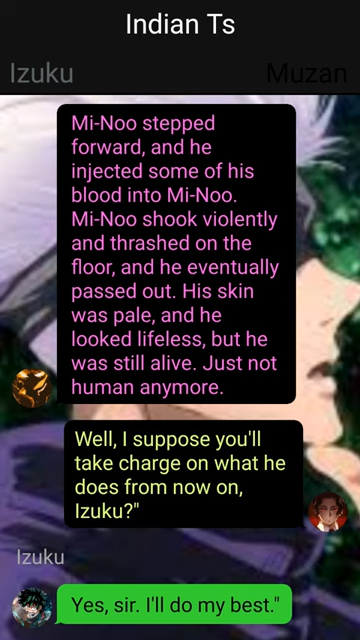 Indian Ts
Izuku Muzan
Mi-Noo stepped
forward, and he
injected some of his
blood into Mi-Noo.
Mi-Noo shook violently
and thrashed on the
floor, and he eventually
passed out. His skin
was pale, and he
looked lifeless, but he
was still alive. Just not
human anymore.
Well, I suppose you'll
take charge on what he
does from now on,
Izuku?"
Izuku
Yes, sir. I'll do my best."